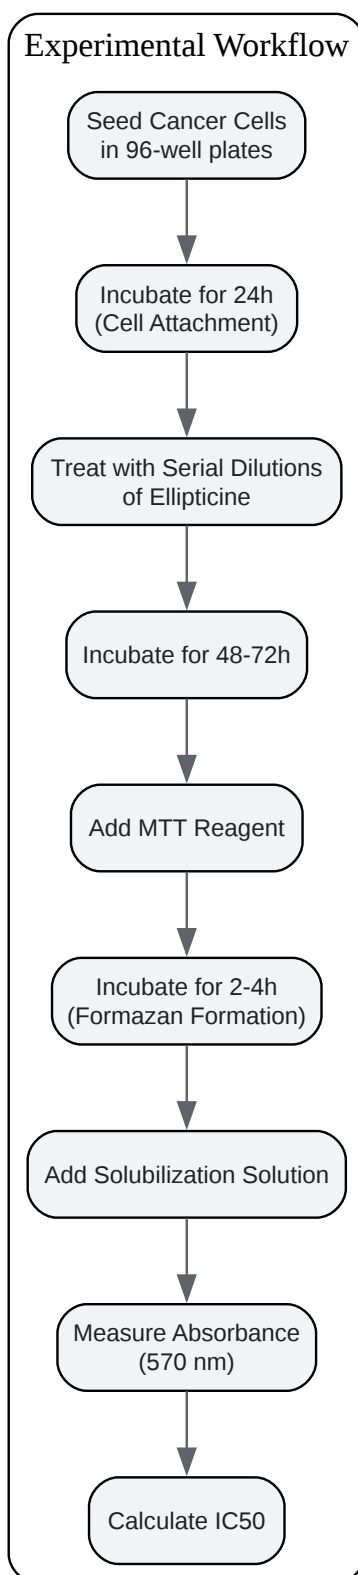 Experimental Workflow
Seed Cancer Cells
in 96-well plates
Incubate for 24h
(Cell Attachment)
Treat with Serial Dilutions
of Ellipticine
Incubate for 48-72h
Add MTT Reagent
Incubate for 2-4h
(Formazan Formation)
Add Solubilization Solution
Measure Absorbance
(570 nm)
Calculate IC50